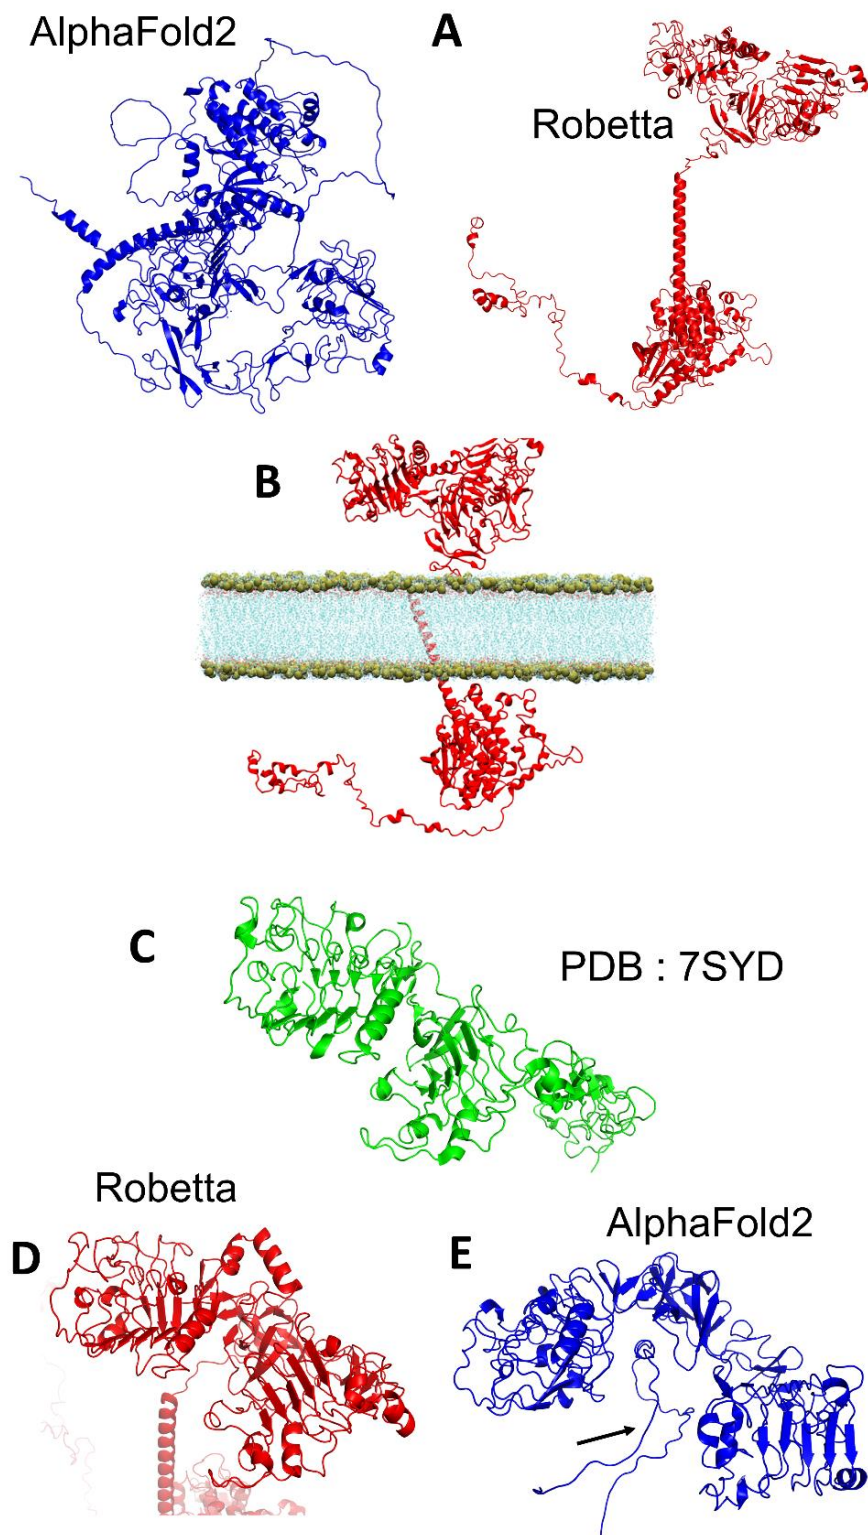 AlphaFold2
A
Robetta
B
C
PDB : 7SYD
Robetta
D
AlphaFold2
E